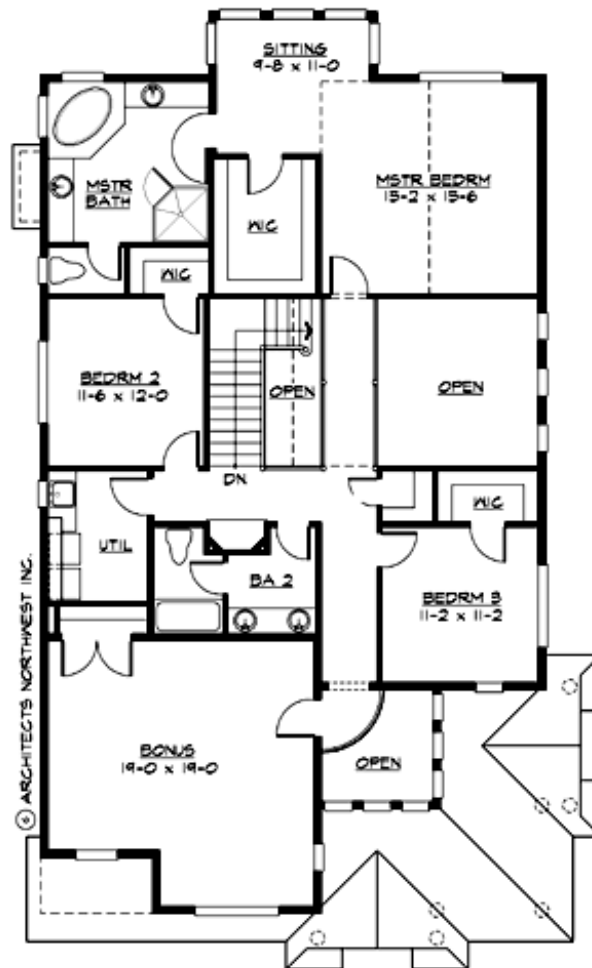 SITTING
9-8 x 11-0
MSTR
BATH
MSTR BEDRM
15-2 x 15-6
WIC
WIC
BEDRM 2
11-6 x 12-0
OPEN
OPEN
DN
WIC
UTIL
BA 2
BEDRM 3
11-2 x 11-2
BONUS
19-0 x 19-0
OPEN
© ARCHITECTS NORTHWEST INC.